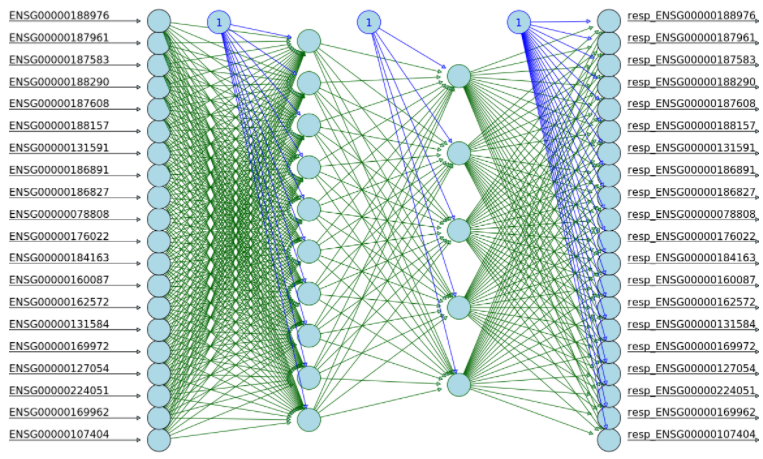 ENSG00000188976
ENSG00000187961
ENSG00000187583
ENSG00000188290
ENSG00000187608
ENSG00000188157
ENSG00000131591
ENSG00000186891
ENSG00000186827
ENSG00000078808
ENSG00000176022
ENSG00000184163
ENSG00000160087
ENSG00000162572
ENSG00000131584
ENSG00000169972
ENSG00000127054
ENSG00000224051
ENSG00000169962
ENSG00000107404
1
1
1
resp_ENSG00000188976
resp_ENSG00000187961
resp_ENSG00000187583
resp_ENSG00000188290
resp_ENSG00000187608
resp_ENSG00000188157
resp_ENSG00000131591
resp_ENSG00000186891
resp_ENSG00000186827
resp_ENSG00000078808
resp_ENSG00000176022
resp_ENSG00000184163
resp_ENSG00000160087
resp_ENSG00000162572
resp_ENSG00000131584
resp_ENSG00000169972
resp_ENSG00000127054
resp_ENSG00000224051
resp_ENSG00000169962
resp_ENSG00000107404